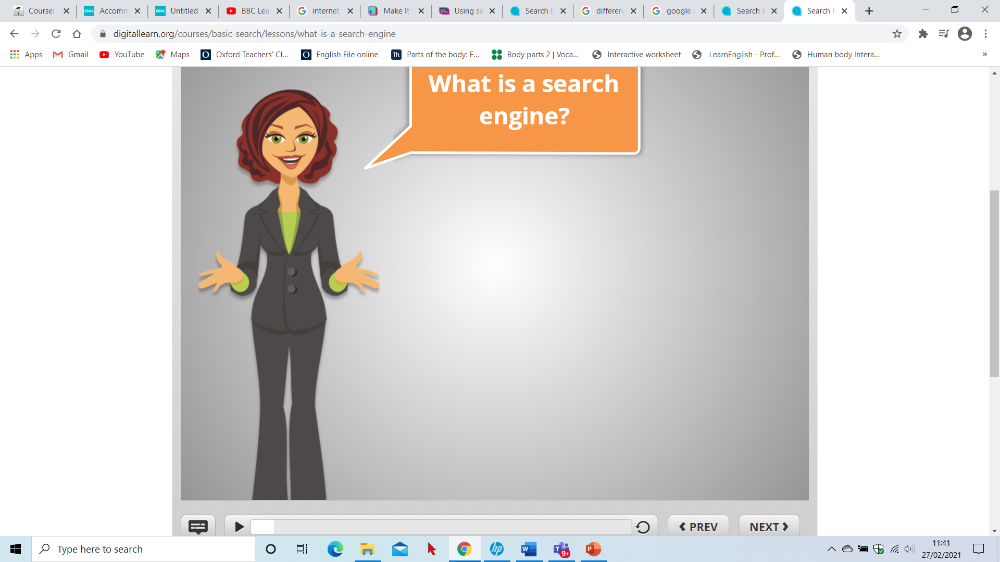 Course:
Accomm
Untitled
BBC Lea
internet
Make It
Using se
Search E
differen
google
Search E
Search E
digitallearn.org/courses/basic-search/lessons/what-is-a-search-engine
Apps
Gmail
YouTube
Maps
Oxford Teachers' Cl...
English File online
Parts of the body: E...
Body parts 2 | Voca...
Interactive worksheet
LearnEnglish - Prof...
Human body Intera...
What is a search
engine?
PREV
NEXT
Type here to search
9+
11:41
27/02/2021